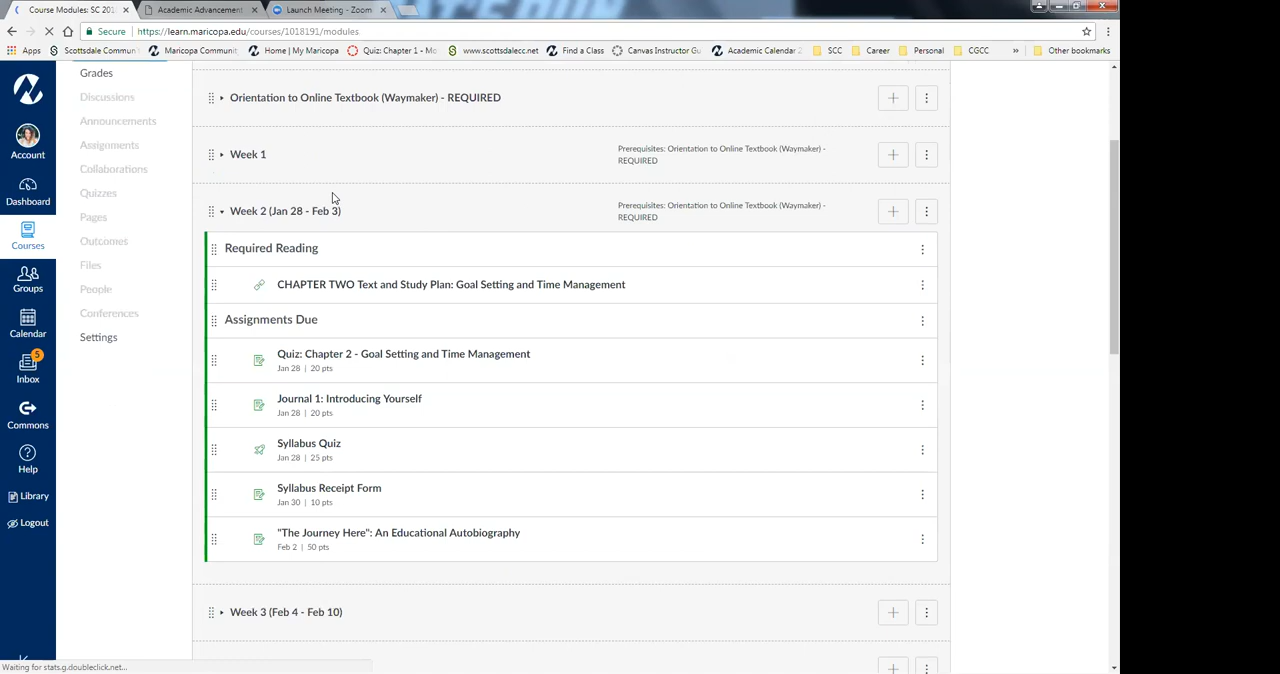 Course Modules: SC 201
Academic Advancement
Launch Meeting - Zoom
Secure
https://learn.maricopa.edu/courses/1018191/modules
Apps
Scottsdale Commun
Maricopa Communi
Home | My Maricopa
Quiz: Chapter 1 - Mo
www.scottsdalecc.net
Find a Class
Canvas Instructor Gu
Academic Calendar
SCC
Career
Personal
CGCC
»
Other bookmarks
Account
Dashboard
Courses
Groups
Calendar
5
Inbox
Commons
Help
Library
Logout
Grades
Discussions
Announcements
Assignments
Collaborations
Quizzes
Pages
Outcomes
Files
People
Conferences
Settings
Orientation to Online Textbook (Waymaker) - REQUIRED
Week 1
Prerequisites: Orientation to Online Textbook (Waymaker) -
REQUIRED
Week 2 (Jan 28 - Feb 3)
Prerequisites: Orientation to Online Textbook (Waymaker) -
REQUIRED
Required Reading
CHAPTER TWO Text and Study Plan: Goal Setting and Time Management
Assignments Due
Quiz: Chapter 2 - Goal Setting and Time Management
Jan 28 | 20 pts
Journal 1: Introducing Yourself
Jan 28 | 20 pts
Syllabus Quiz
Jan 28 | 25 pts
Syllabus Receipt Form
Jan 30 | 10 pts
"The Journey Here": An Educational Autobiography
Feb 2 | 50 pts
Week 3 (Feb 4 - Feb 10)
Waiting for stats.g.doubleclick.net...